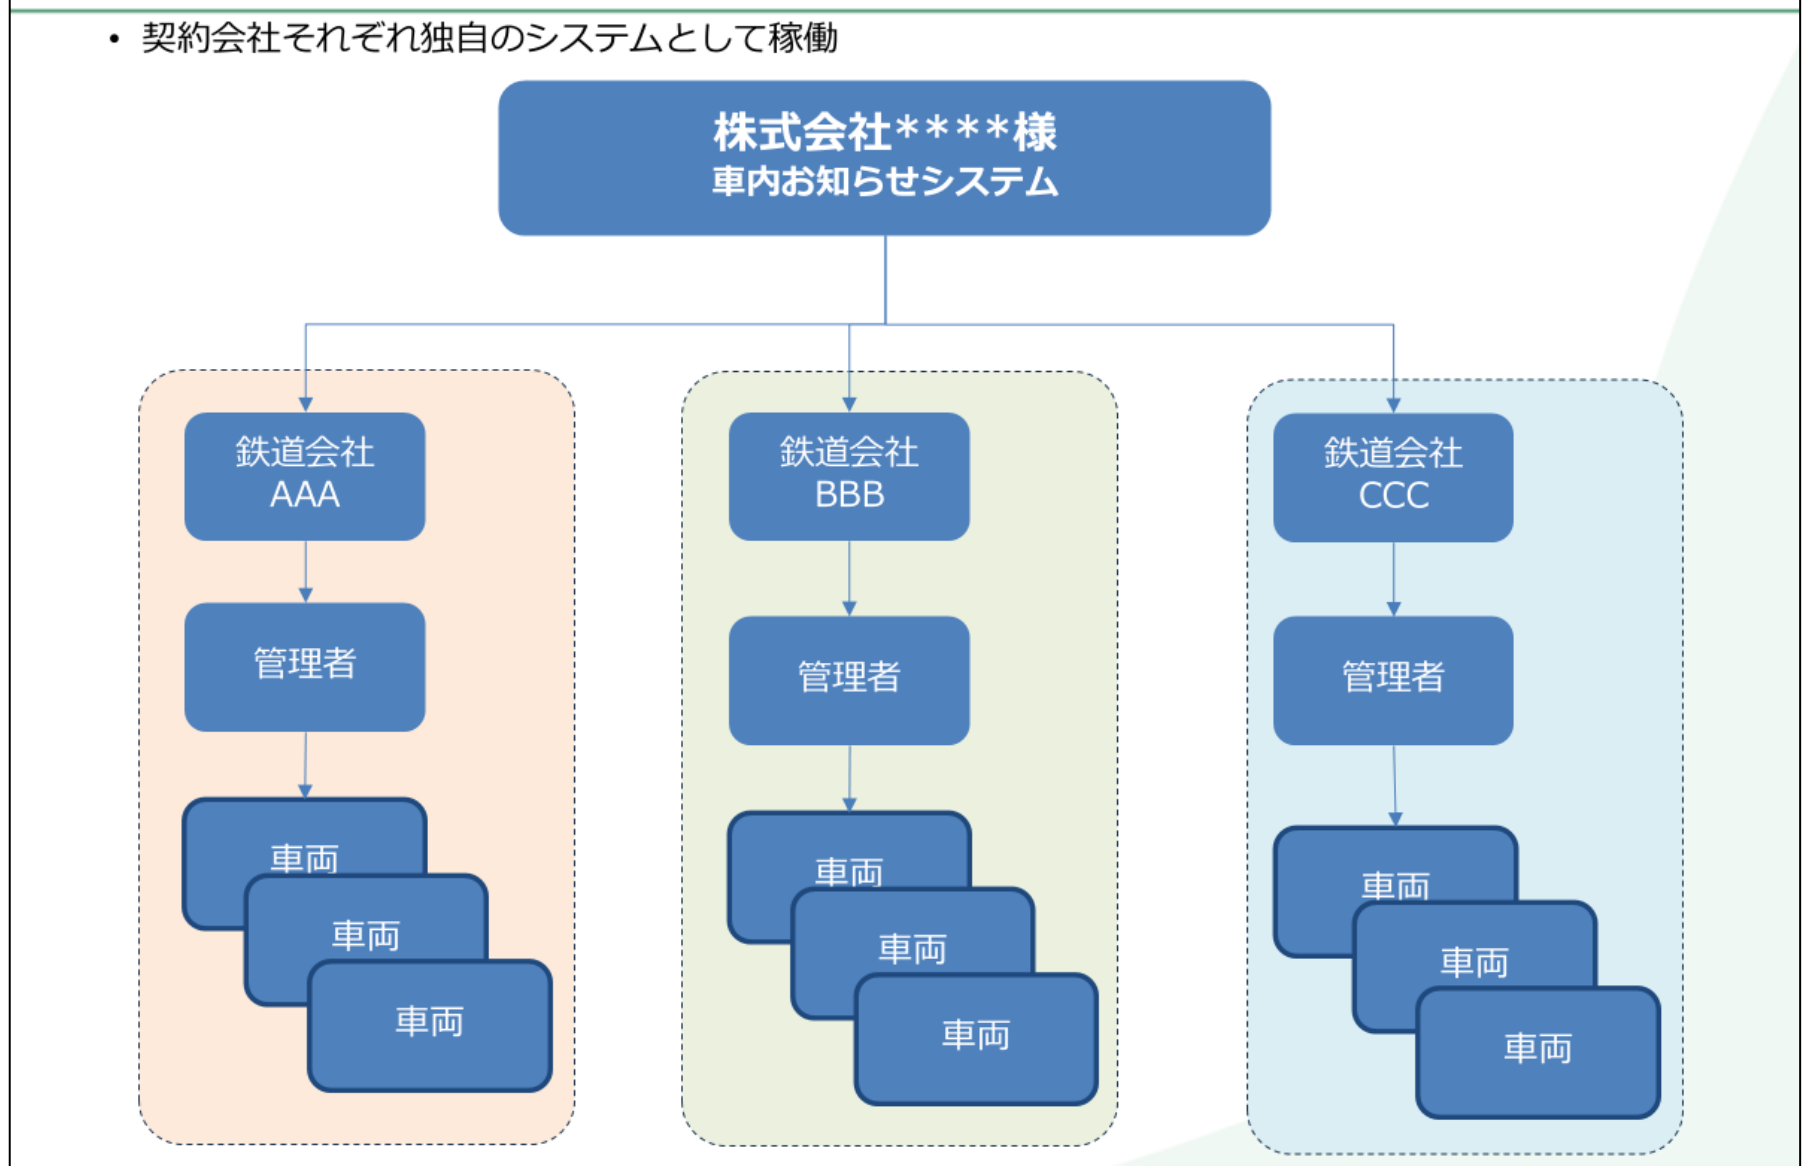 • 契約会社それぞれ独自のシステムとして稼働
株式会社****様
車内お知らせシステム
鉄道会社
AAA
鉄道会社
BBB
鉄道会社
CCC
管理者
管理者
管理者
車両
車両
車両
車両
車両
車両
車両
車両
車両